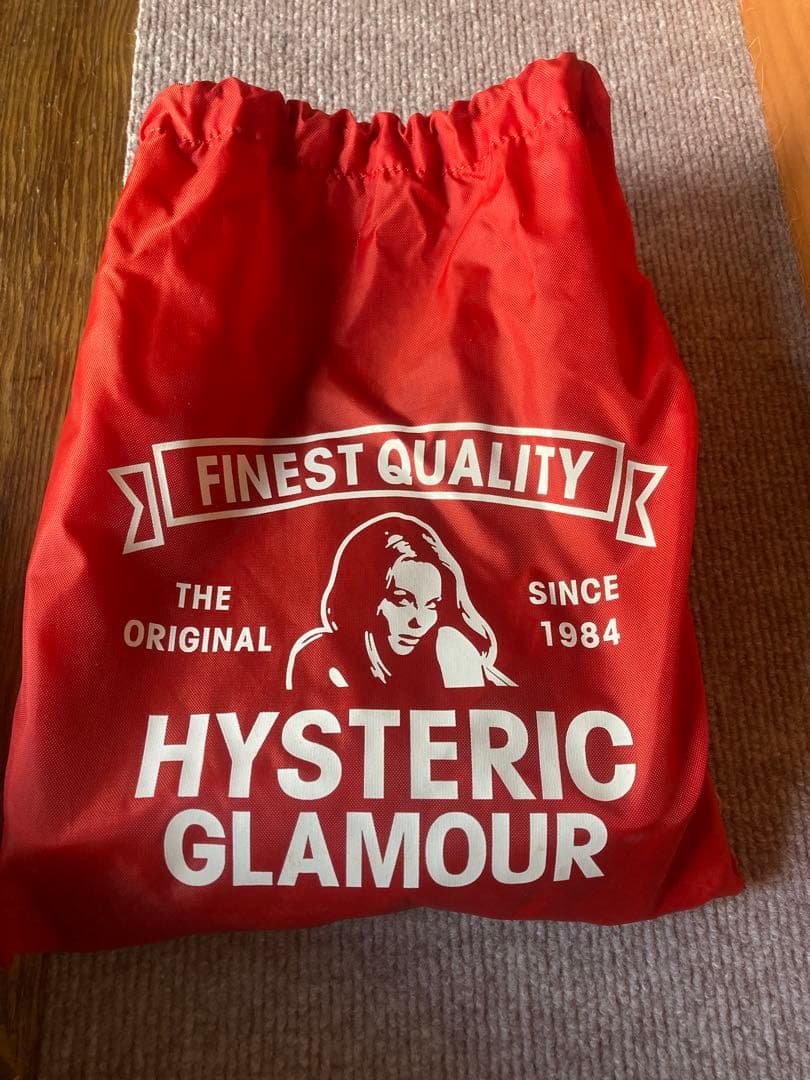 FINEST QUALITY
THE
ORIGINAL
SINCE
1984
HYSTERIC
GLAMOUR